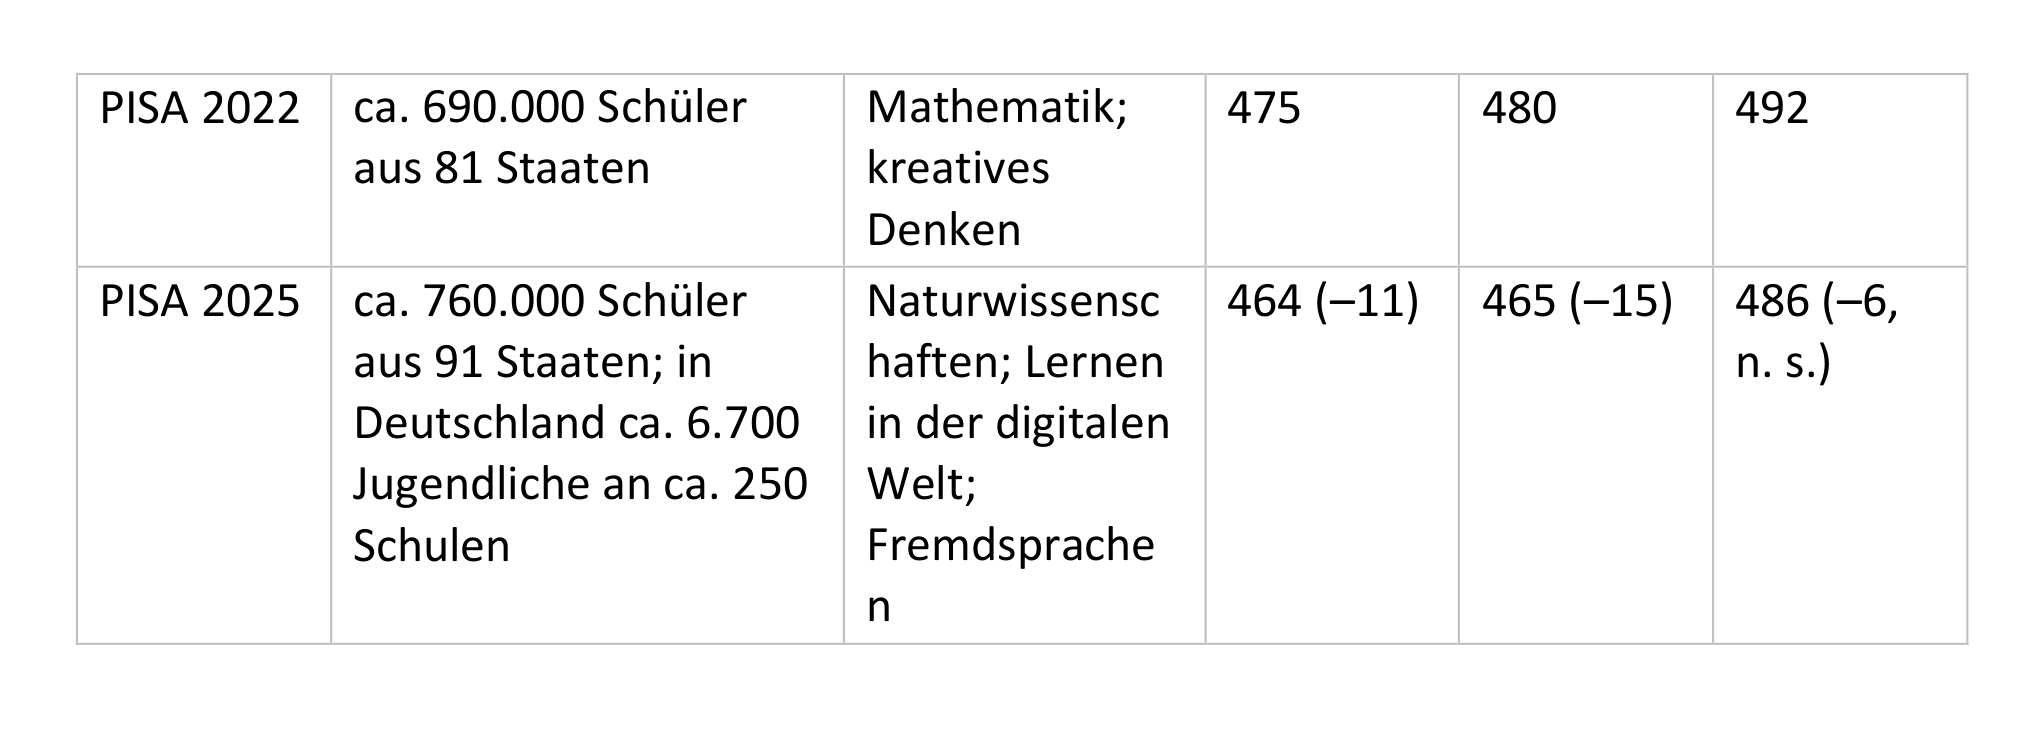 PISA 2022
ca. 690.000 Schüler
aus 81 Staaten
Mathematik;
kreatives
Denken
475
480
492
PISA 2025
ca. 760.000 Schüler
aus 91 Staaten; in
Deutschland ca. 6.700
Jugendliche an ca. 250
Schulen
Naturwissensc
haften; Lernen
in der digitalen
Welt;
Fremdsprache
n
464 (–11)
465 (–15)
486 (–6,
n. s.)